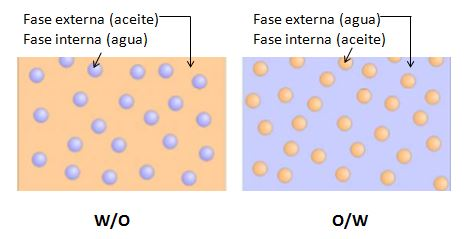 Fase externa (aceite)
Fase interna (agua)
Fase externa (agua)
Fase interna (aceite)
W/O
O/W